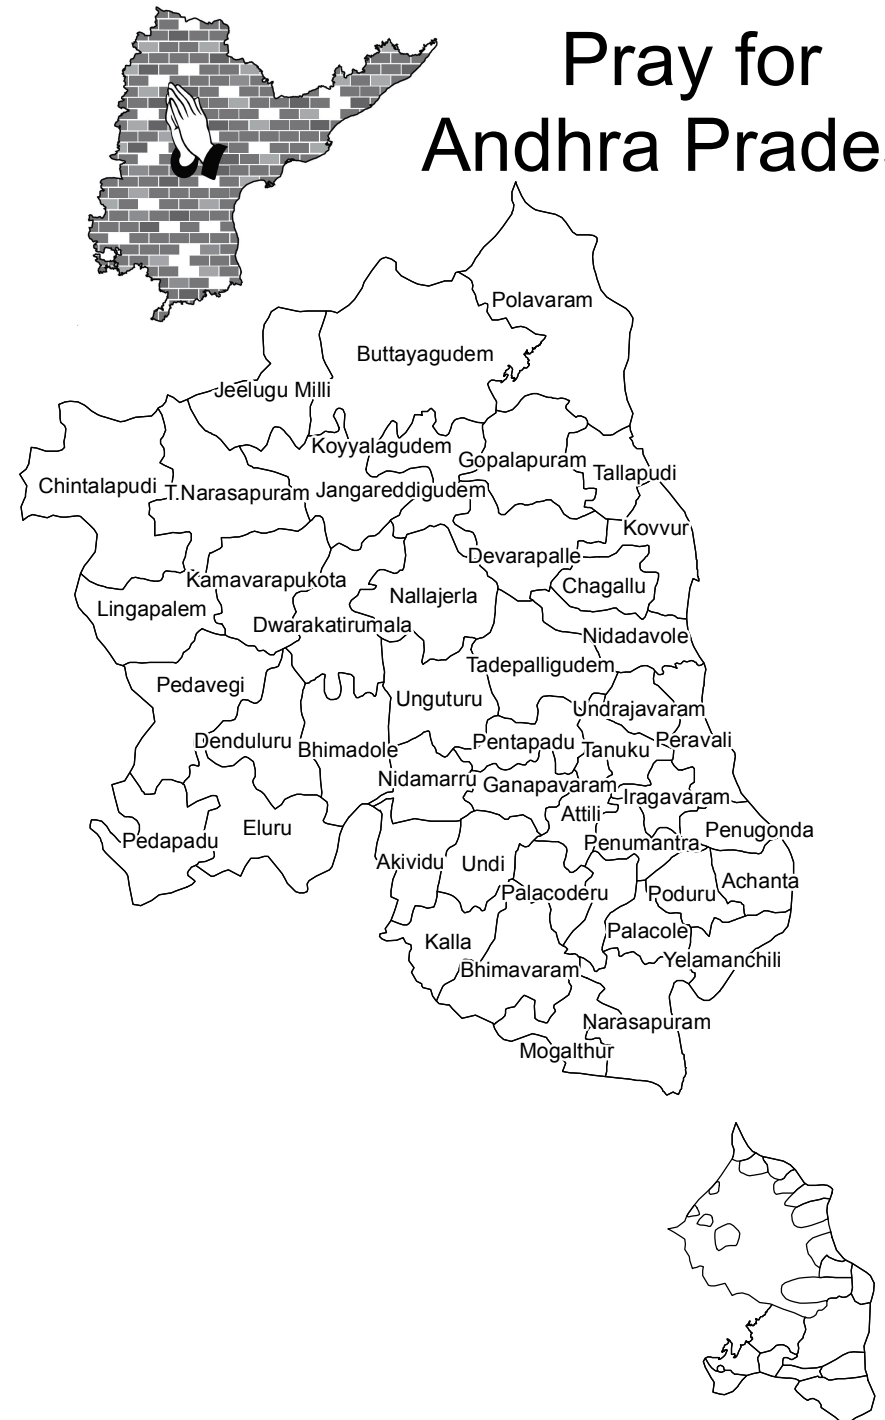 Pray for
Andhra Prades
Polavaram
Buttayagudem
Jeelugu Milli
Koyyalagudem
Gopalapuram
Tallapudi
Chintalapudi
T.Narasapuram
Jangareddigudem
Kovvur
Devarapalle
Kamavarapukota
Chagallu
Nallajerla
Lingapalem
Dwarakatirumala
Nidadavole
Tadepalligudem
Pedavegi
Unguturu
Undrajavaram
Denduluru
Bhimadole
Pentapadu
Tanuku
Peravali
Nidamarru
Ganapavaram
Iragavaram
Attili
Eluru
Pedapadu
Penumantra
Penugonda
Akividu
Undi
Achanta
Palacoderu
Poduru
Palacole
Kalla
Yelamanchili
Bhimavaram
Narasapuram
Mogalthur